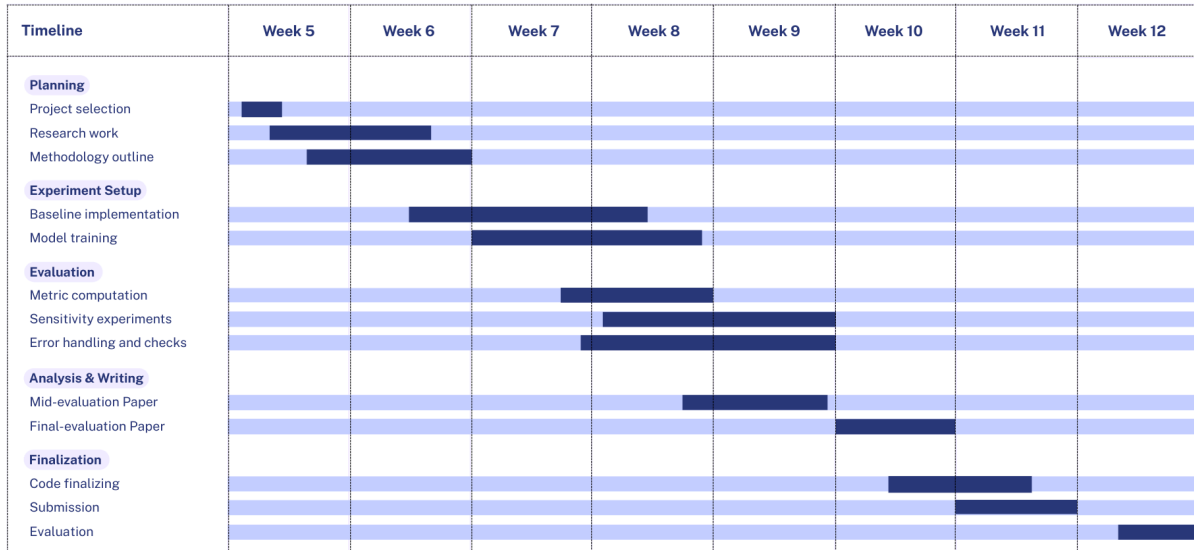 Timeline Week 5 Week 6 Week 7 Week 8 Week 9 Week 10 Week 11 Week 12
Planning
Project selection
Research work
Methodology outline
Experiment Setup
Baseline implementation
Model training
Evaluation
Metric computation
Sensitivity experiments
Error handling and checks
Analysis & Writing
Mid-evaluation Paper
Final-evaluation Paper
Finalization
Code finalizing
Submission
Evaluation